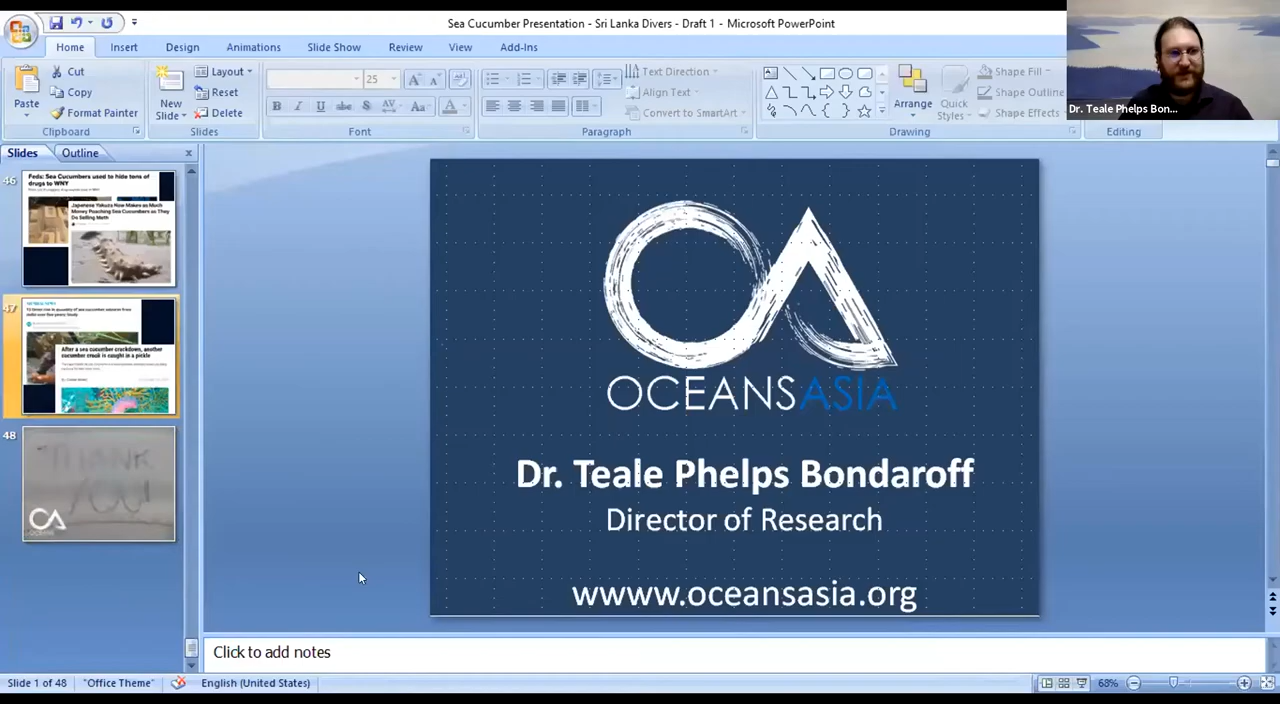 Sea Cucumber Presentation - Sri Lanka Divers - Draft 1 - Microsoft PowerPoint
Home Insert Design Animations Slide Show Review View Add-Ins
Paste
Cut
Copy
Format Painter
Clipboard
New Slide
Layout
Reset
Delete
Slides
25
B I U abc S AV Aa A
Font
Text Direction
Align Text
Convert to SmartArt
Paragraph
Arrange
Quick Styles
Shape Fill
Shape Outline
Shape Effects
Drawing
Editing
Dr. Teale Phelps Bon...
Slides Outline
46
Feds: Sea Cucumbers used to hide tons of
drugs to WNY
Japanese Yakuza Now Makes as Much
Money Poaching Sea Cucumbers as They
Do Selling Meth
47
After a sea cucumber crackdown, another
cucumber crook is caught in a pickle
48
THANK
YOU!
OCEANSASIA
Dr. Teale Phelps Bondaroff
Director of Research
wwww.oceansasia.org
Click to add notes
Slide 1 of 48 "Office Theme" English (United States) 68%